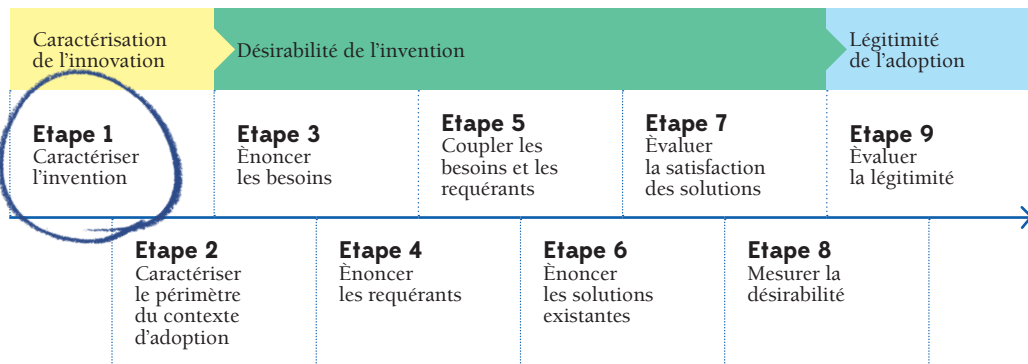 Caractérisation
de l'innovation
Désirabilité de l'invention
Légitimité
de l'adoption
Etape 1
Caractériser
l'invention
Etape 3
Ènoncer
les besoins
Etape 5
Coupler les
besoins et les
requérants
Etape 7
Èvaluer
la satisfaction
des solutions
Etape 9
Èvaluer
la légitimité
Etape 2
Caractériser
le périmètre
du contexte
d'adoption
Etape 4
Ènoncer
les requérants
Etape 6
Ènoncer
les solutions
existantes
Etape 8
Mesurer la
désirabilité